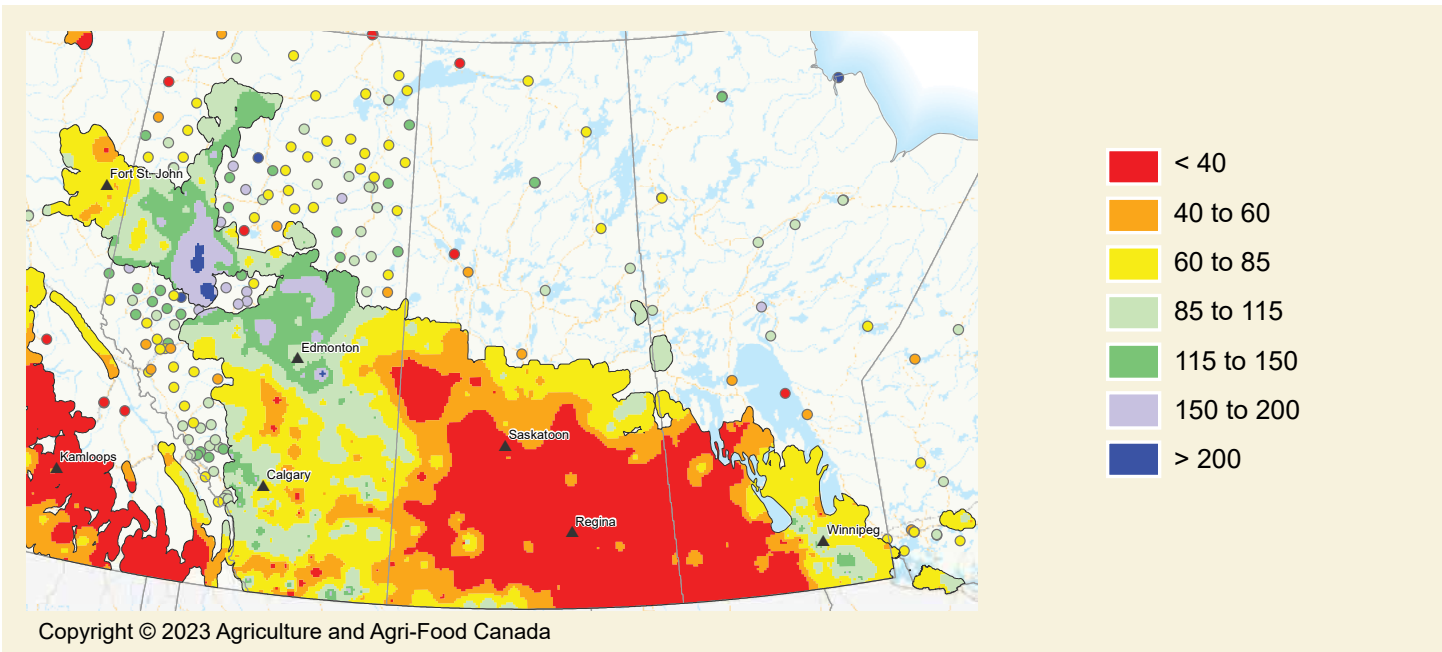 Fort St. John
Edmonton
Saskatoon
Kamloops
Calgary
Regina
Winnipeg
< 40
40 to 60
60 to 85
85 to 115
115 to 150
150 to 200
> 200
Copyright © 2023 Agriculture and Agri-Food Canada